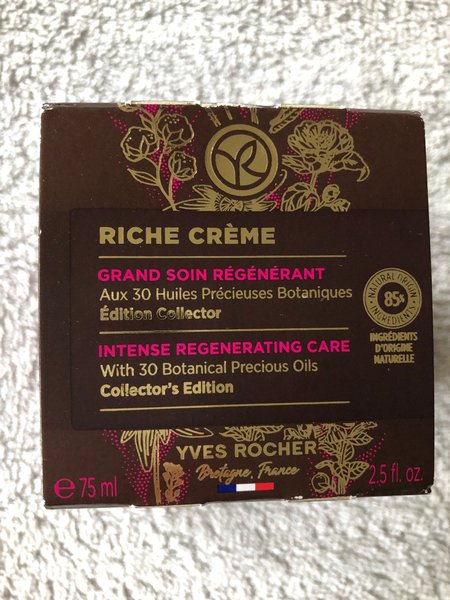 YR
RICHE CRÈME
GRAND SOIN RÉGÉNÉRANT
Aux 30 Huiles Précieuses Botaniques
Édition Collector
INTENSE REGENERATING CARE
With 30 Botanical Precious Oils
Collector's Edition
NATURAL ORIGIN
85%
INGREDIENTS
INGRÉDIENTS
D'ORIGINE
NATURELLE
YVES ROCHER
Bretagne, France
e 75 ml
2.5 fl. oz.